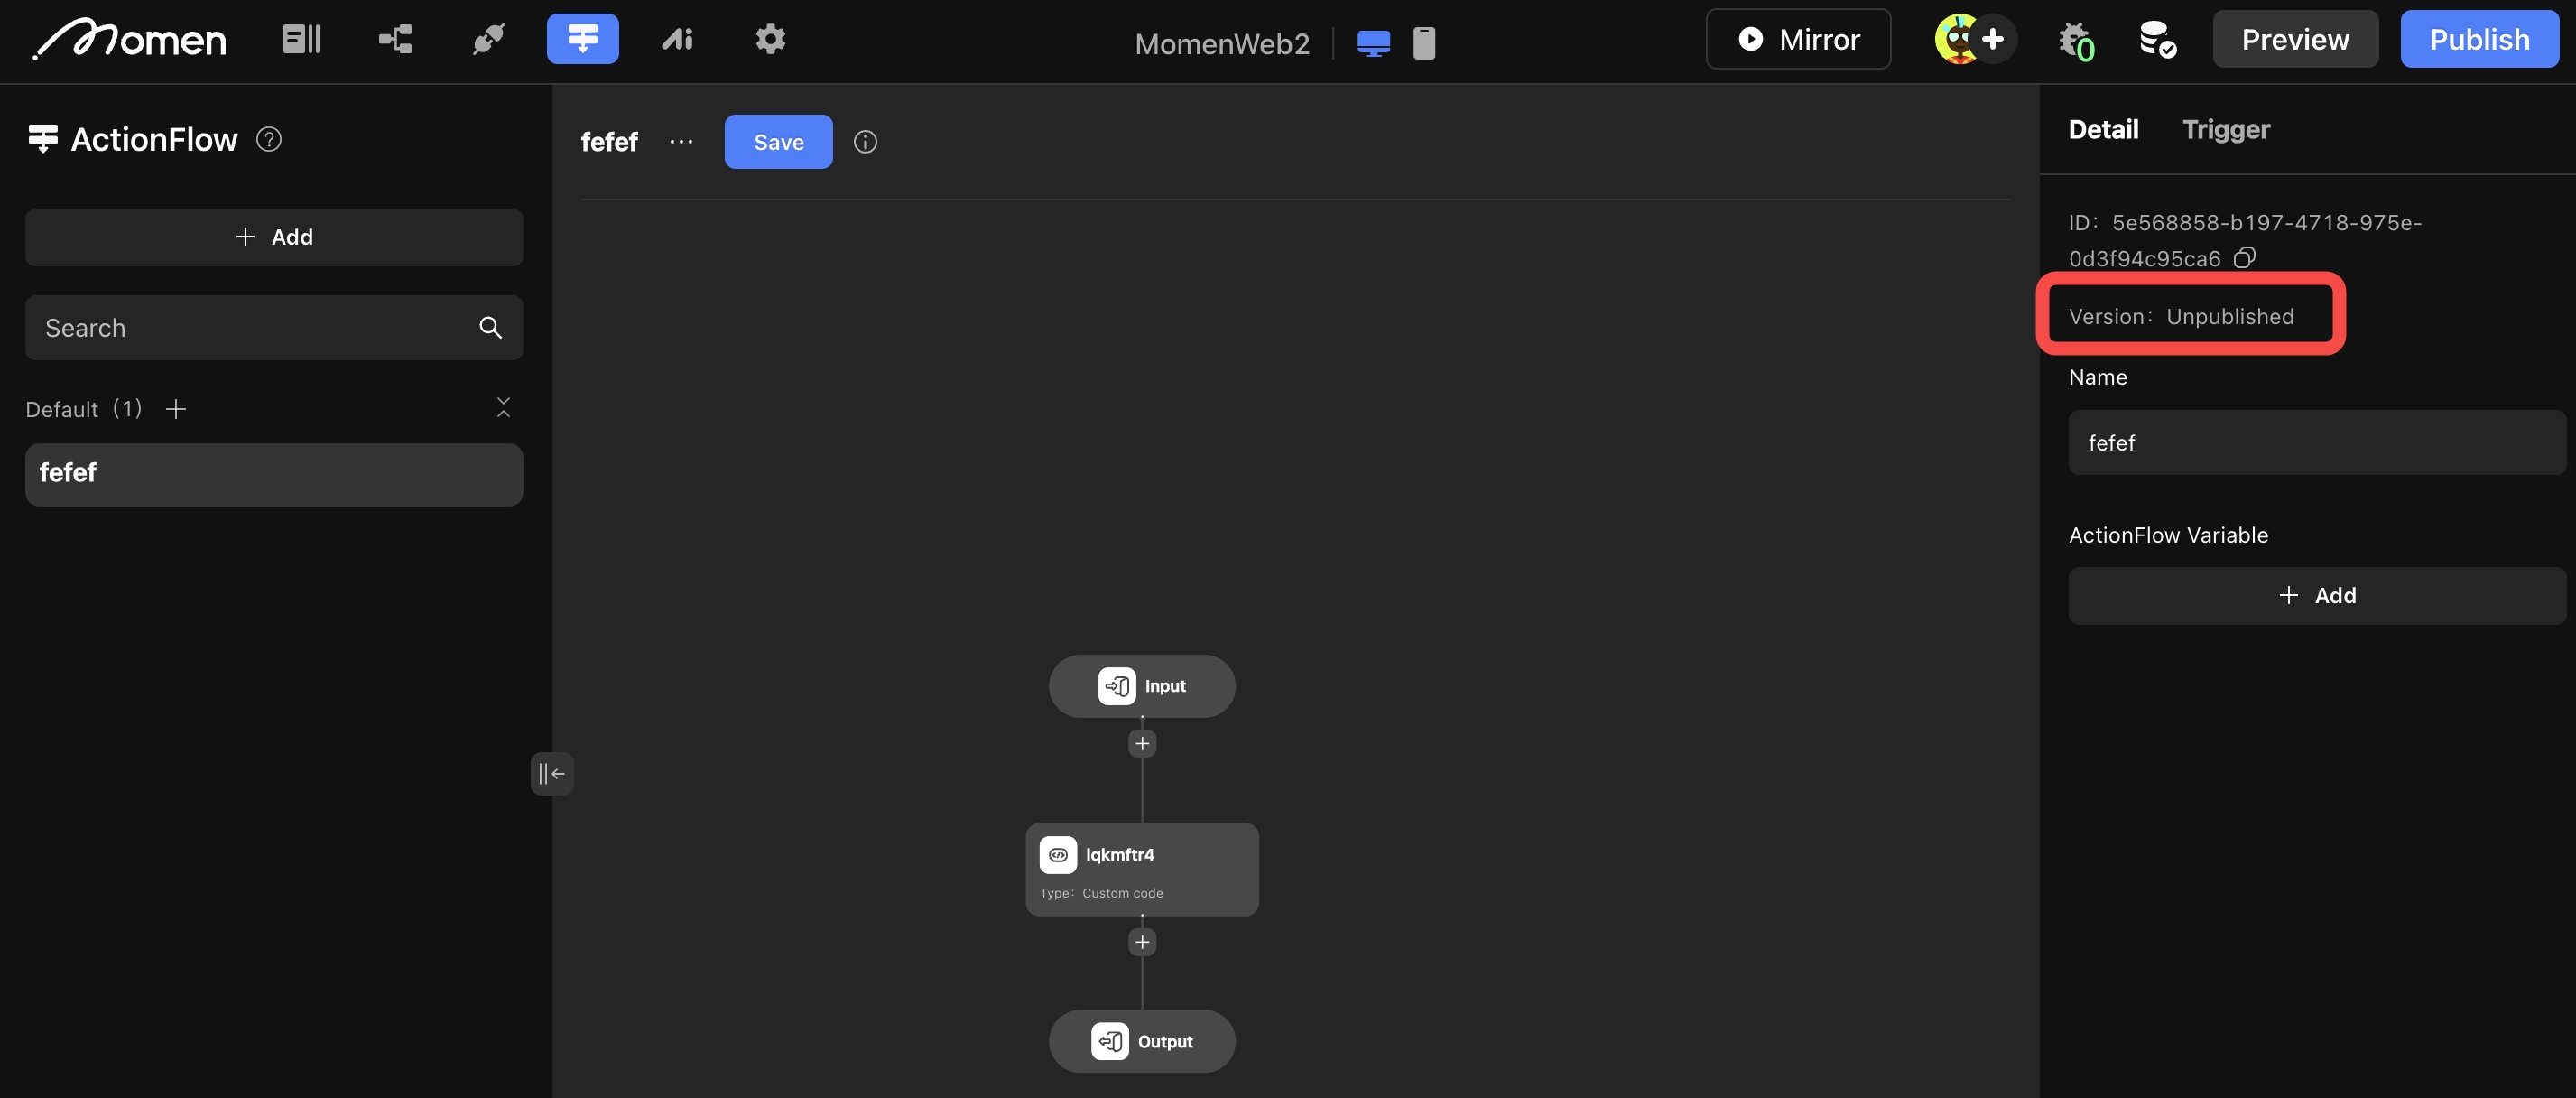 Momen
MomenWeb2
Mirror
0
Preview
Publish
ActionFlow
Add
Search
Default (1)
fefef
fefef
Save
Input
lqkmftr4
Type: Custom code
Output
Detail
Trigger
ID: 5e568858-b197-4718-975e-
0d3f94c95ca6
Version: Unpublished
Name
fefef
ActionFlow Variable
Add